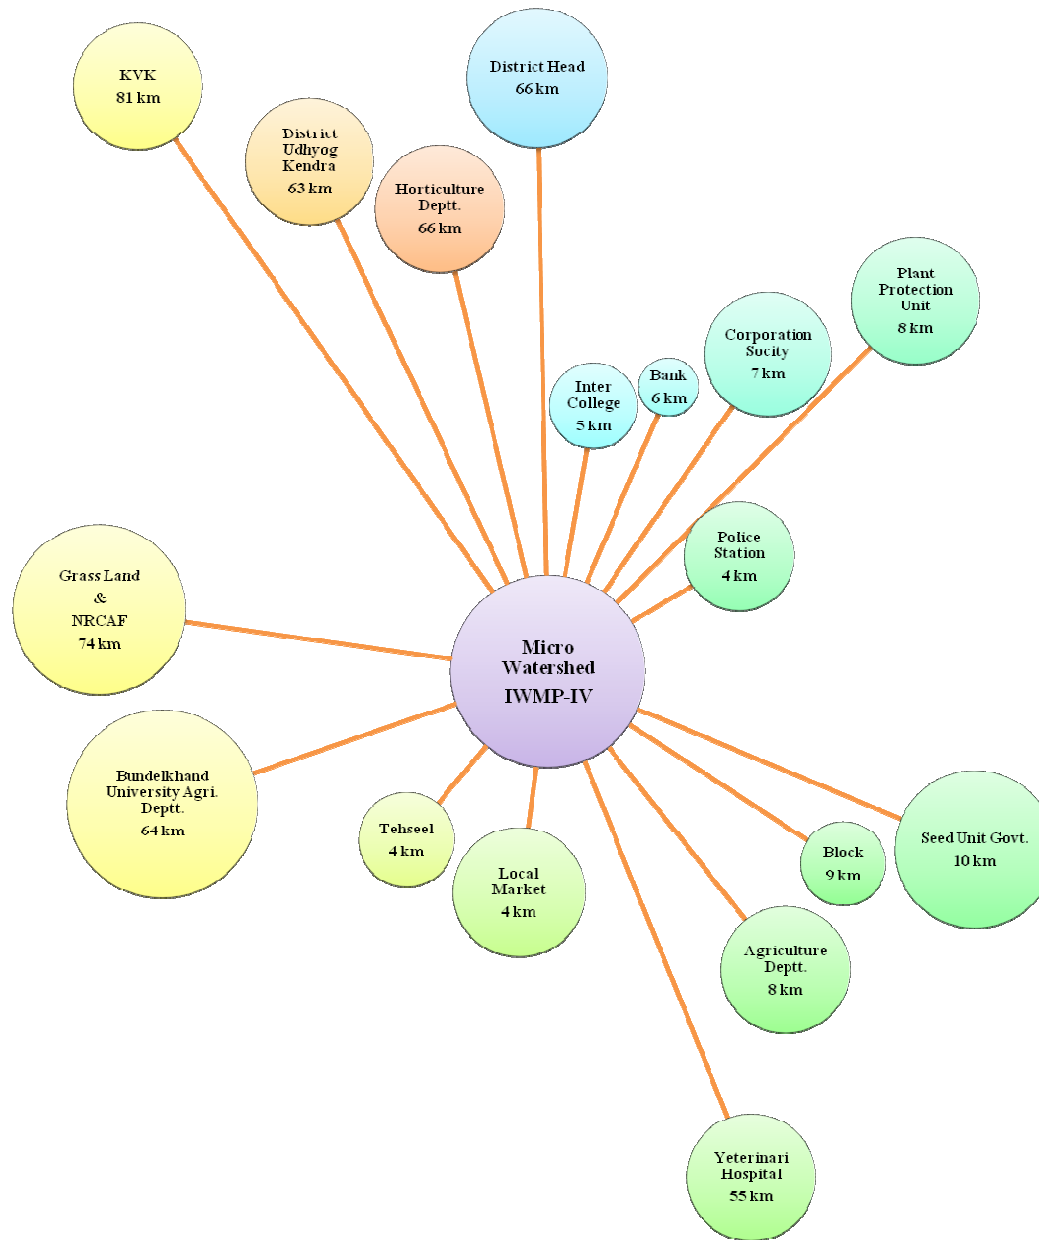 KVK
81 km
District Head
66 km
District
Udhyog
Kendra
63 km
Horticulture
Deptt.
66 km
Plant
Protection
Unit
8 km
Corporation
Socity
7 km
Inter
College
5 km
Bank
6 km
Police
Station
4 km
Grass Land
&
NRCAF
74 km
Micro
Watershed
IWMP-IV
Bundelkhand
University Agri.
Deptt.
64 km
Tehseel
4 km
Local
Market
4 km
Block
9 km
Seed Unit Govt.
10 km
Agriculture
Deptt.
8 km
Yeterinari
Hospital
55 km